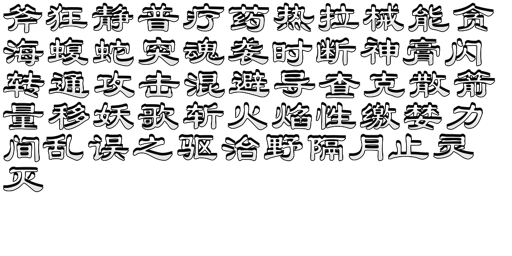 斧狂静普疗药热拉械能贪
海蝮蛇突魂袭时断神膏闪
转通攻击混避导查克散箭
量移妖歌斩火焰性缴婪力
间乱误之驱治野隔月止灵
灭